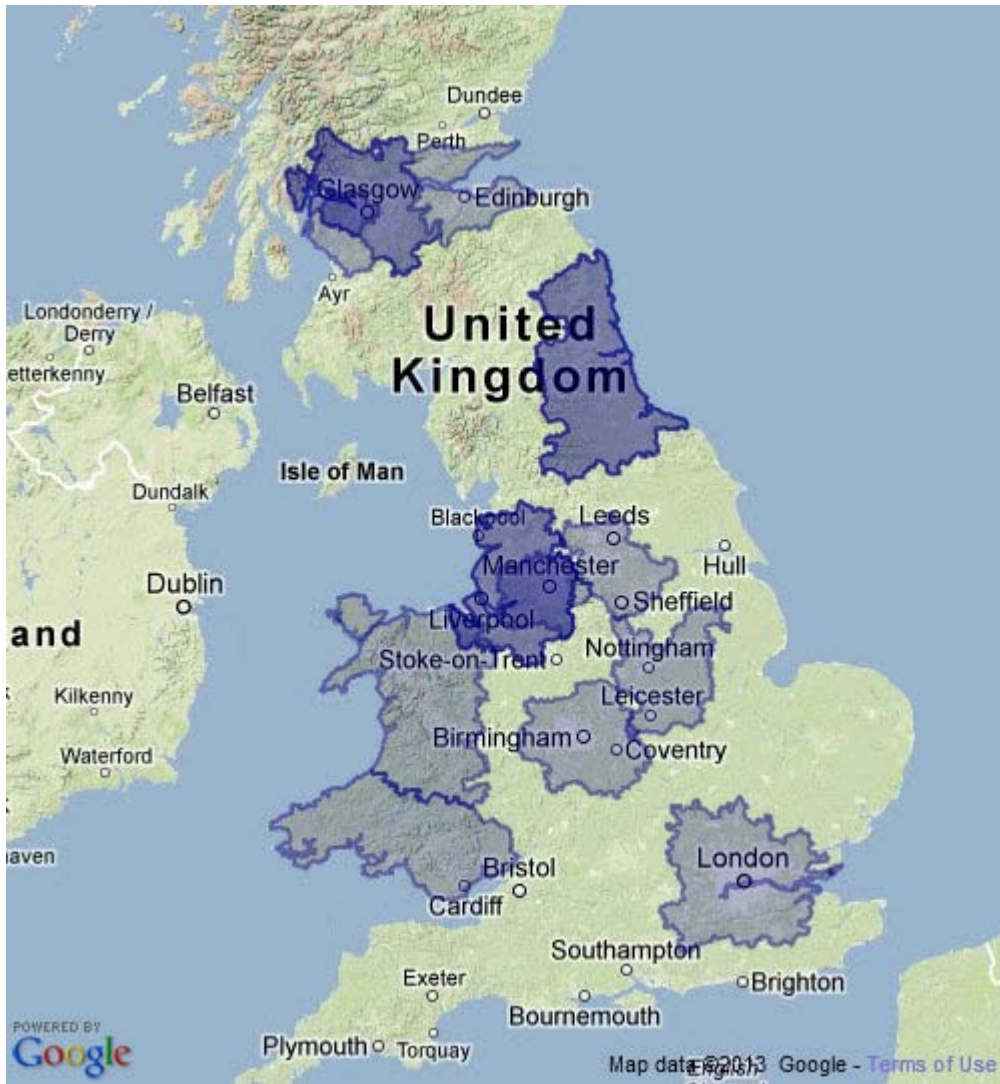 Dundee
Perth
Glasgow
Edinburgh
Ayr
Londonderry /
Derry
etterkenny
Belfast
United
Kingdom
Isle of Man
Dundalk
Blackpool
Leeds
Manchester
Hull
Dublin
Liverpool
Sheffield
and
Stoke-on-Trent
Nottingham
Kilkenny
Leicester
Birmingham
Coventry
Waterford
haven
London
Bristol
Cardiff
Southampton
Exeter
Brighton
Bournemouth
Plymouth
Torquay
POWERED BY
Google
Map data ©2013 Google - Terms of Use
English